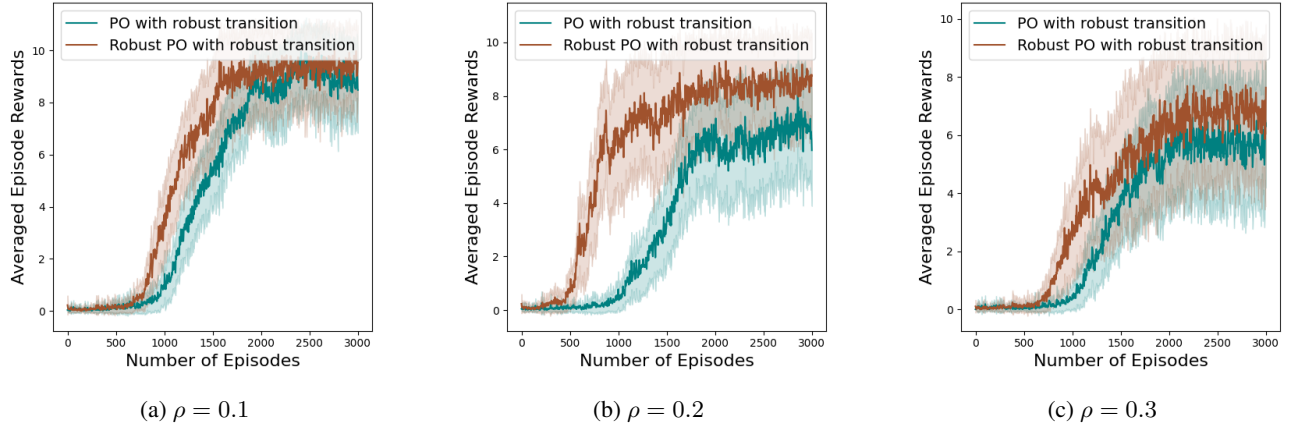 PO with robust transition
Robust PO with robust transition
Averaged Episode Rewards
10
8
6
4
2
0
0 500 1000 1500 2000 2500 3000
Number of Episodes
(a) ρ = 0.1
PO with robust transition
Robust PO with robust transition
Averaged Episode Rewards
10
8
6
4
2
0
0 500 1000 1500 2000 2500 3000
Number of Episodes
(b) ρ = 0.2
PO with robust transition
Robust PO with robust transition
Averaged Episode Rewards
10
8
6
4
2
0
0 500 1000 1500 2000 2500 3000
Number of Episodes
(c) ρ = 0.3